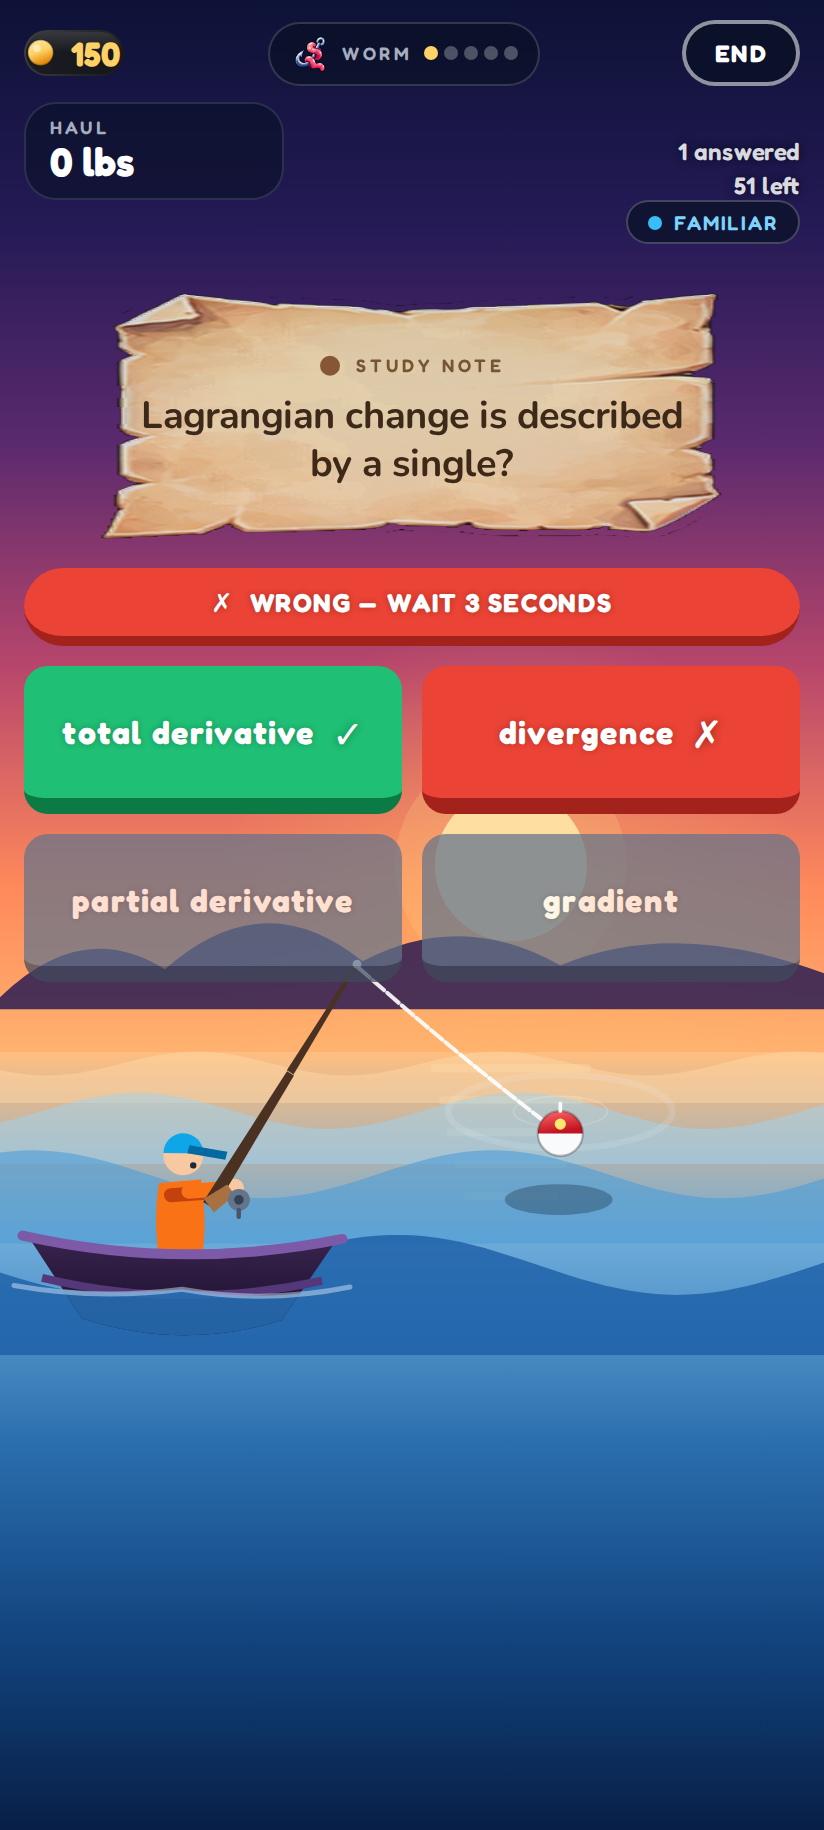 150
WORM
END
HAUL
0 lbs
1 answered
51 left
FAMILIAR
STUDY NOTE
Lagrangian change is described
by a single?
✗ WRONG – WAIT 3 SECONDS
total derivative ✓
divergence ✗
partial derivative
gradient